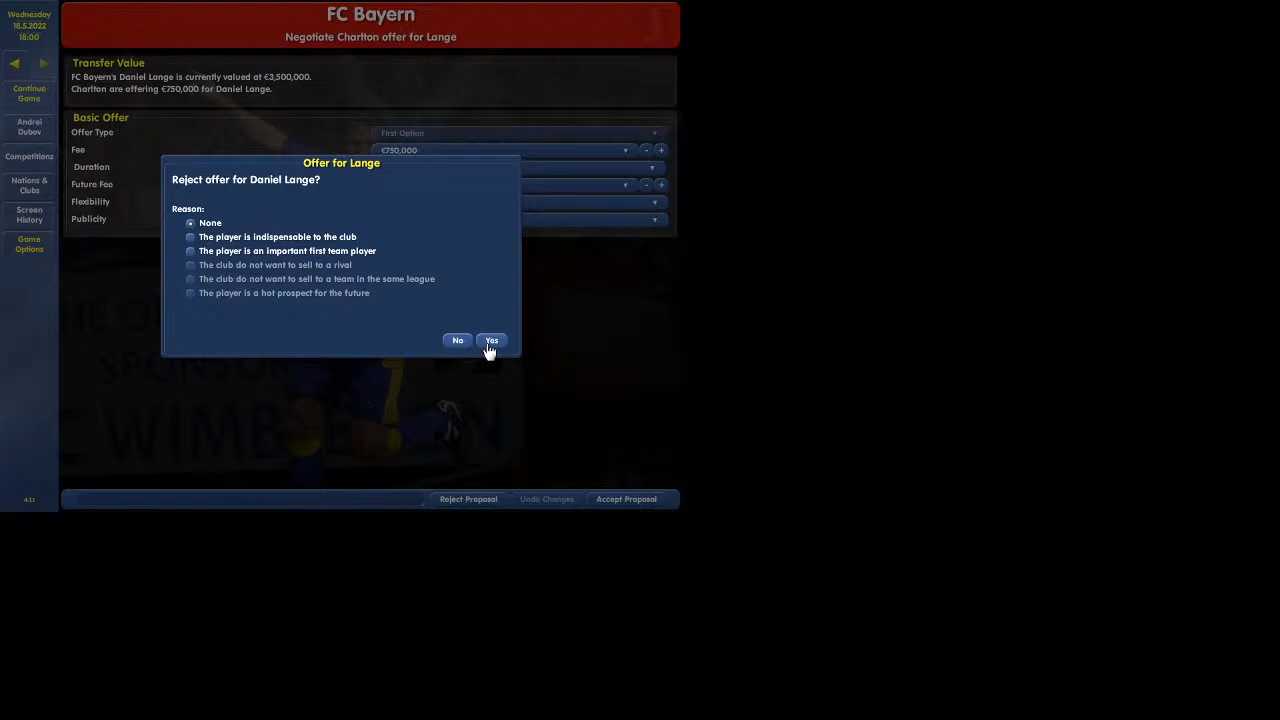 Wednesday
18.5.2022
18:00
Continue
Game
Andrei
Dubov
Competitions
Nations &
Clubs
Screen
History
Game
Options
4.1.1
FC Bayern
Negotiate Charlton offer for Lange
Transfer Value
FC Bayern's Daniel Lange is currently valued at €3,500,000.
Charlton are offering €750,000 for Daniel Lange.
Basic Offer
Offer Type First Option
Fee €750,000 - +
Duration
Future Fee - +
Flexibility
Publicity
Offer for Lange
Reject offer for Daniel Lange?
Reason:
None
The player is indispensable to the club
The player is an important first team player
The club do not want to sell to a rival
The club do not want to sell to a team in the same league
The player is a hot prospect for the future
No Yes
Reject Proposal Undo Changes Accept Proposal